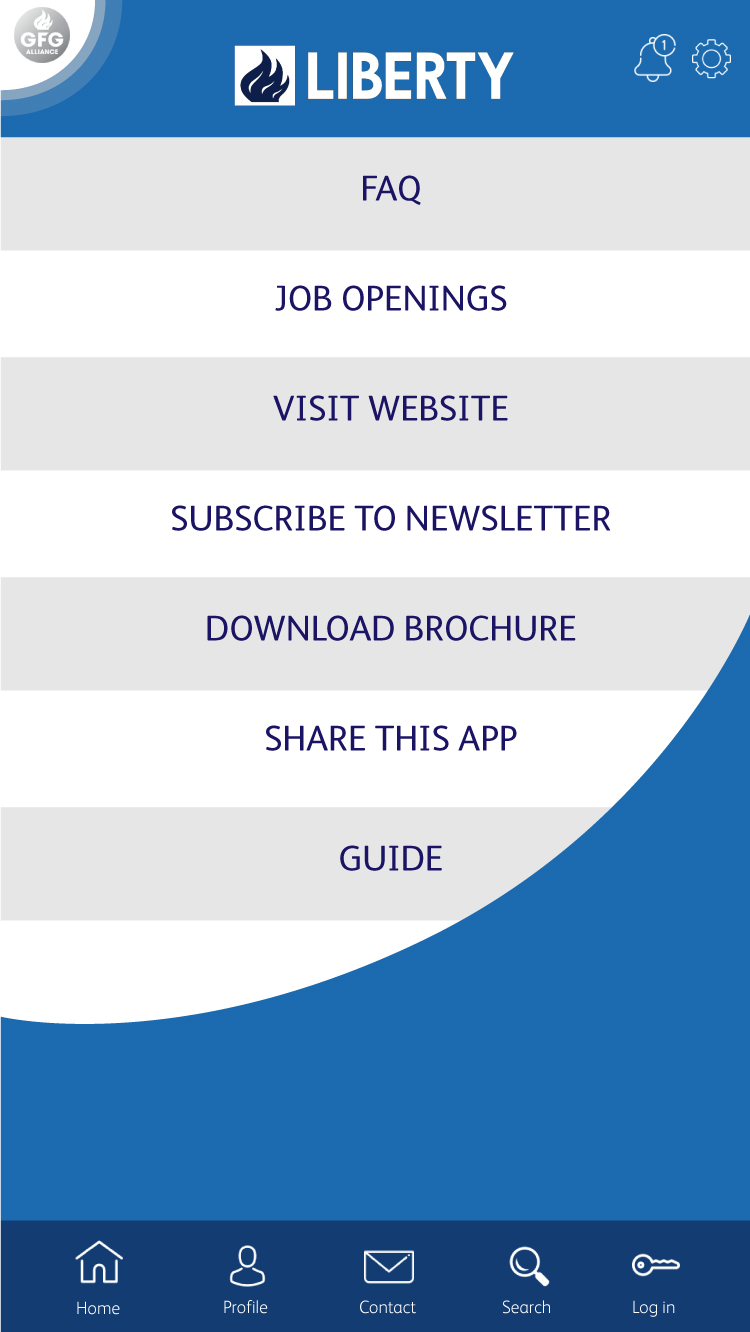 GFG
ALLIANCE
LIBERTY
1
FAQ
JOB OPENINGS
VISIT WEBSITE
SUBSCRIBE TO NEWSLETTER
DOWNLOAD BROCHURE
SHARE THIS APP
GUIDE
Home
Profile
Contact
Search
Log in